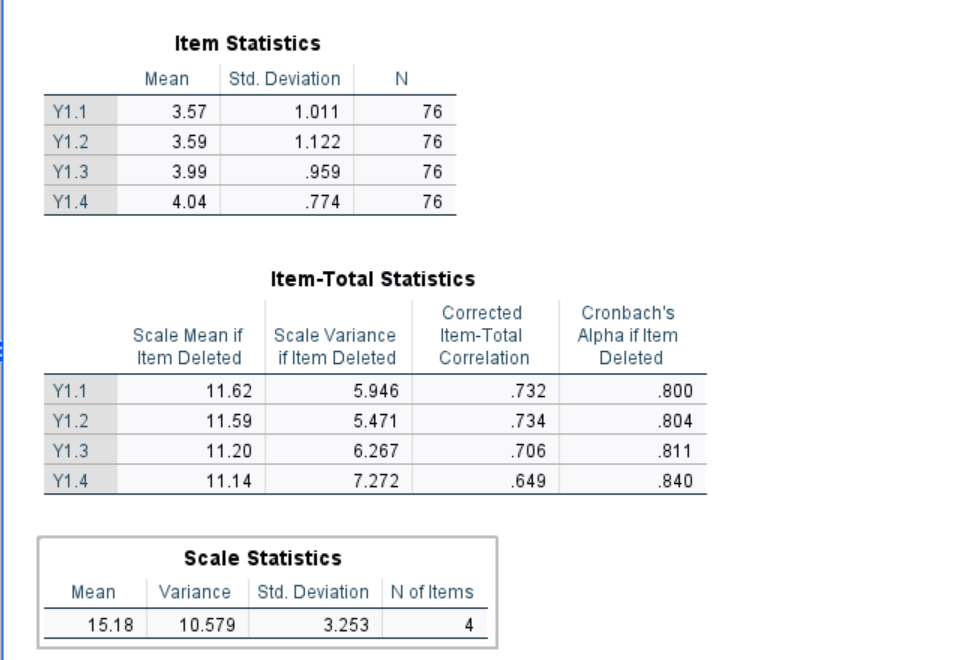 Item Statistics
Mean Std. Deviation N
Y1.1 3.57 1.011 76
Y1.2 3.59 1.122 76
Y1.3 3.99 .959 76
Y1.4 4.04 .774 76
Item-Total Statistics
Scale Mean if Item Deleted Scale Variance if Item Deleted Corrected Item-Total Correlation Cronbach's Alpha if Item Deleted
Y1.1 11.62 5.946 .732 .800
Y1.2 11.59 5.471 .734 .804
Y1.3 11.20 6.267 .706 .811
Y1.4 11.14 7.272 .649 .840
Scale Statistics
Mean Variance Std. Deviation N of Items
15.18 10.579 3.253 4